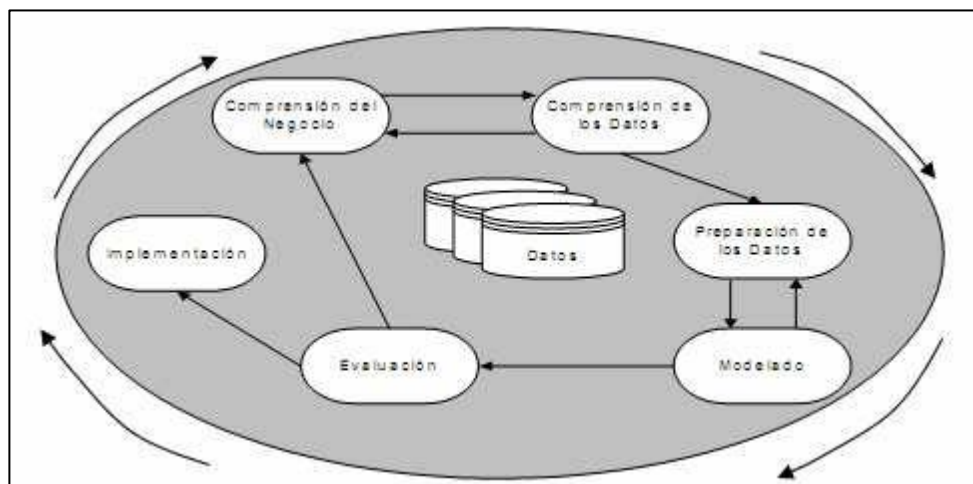 Comprensión del
Negocio
Comprensión de
los Datos
Preparación de
los Datos
Datos
Implementación
Evaluación
Modelado